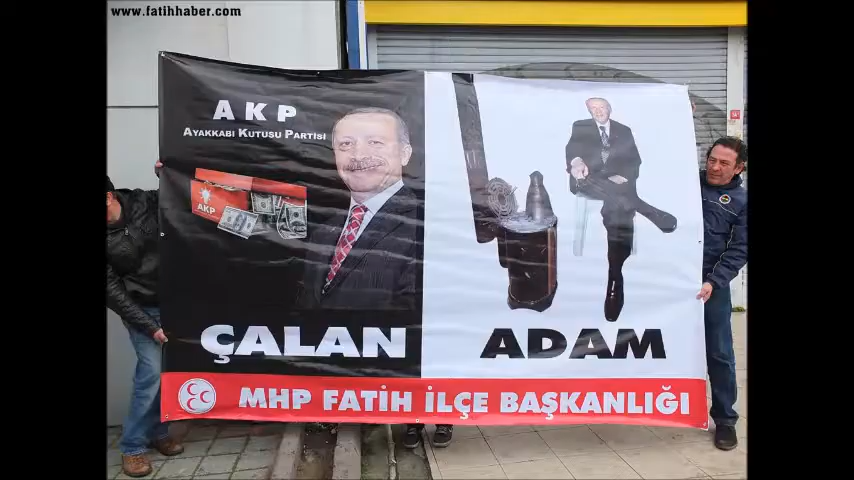 www.fatihhaber.com
AKP
AYAKKABI KUTUSU PARTİSİ
AKP
ÇALAN
ADAM
MHP FATİH İLÇE BAŞKANLIĞI